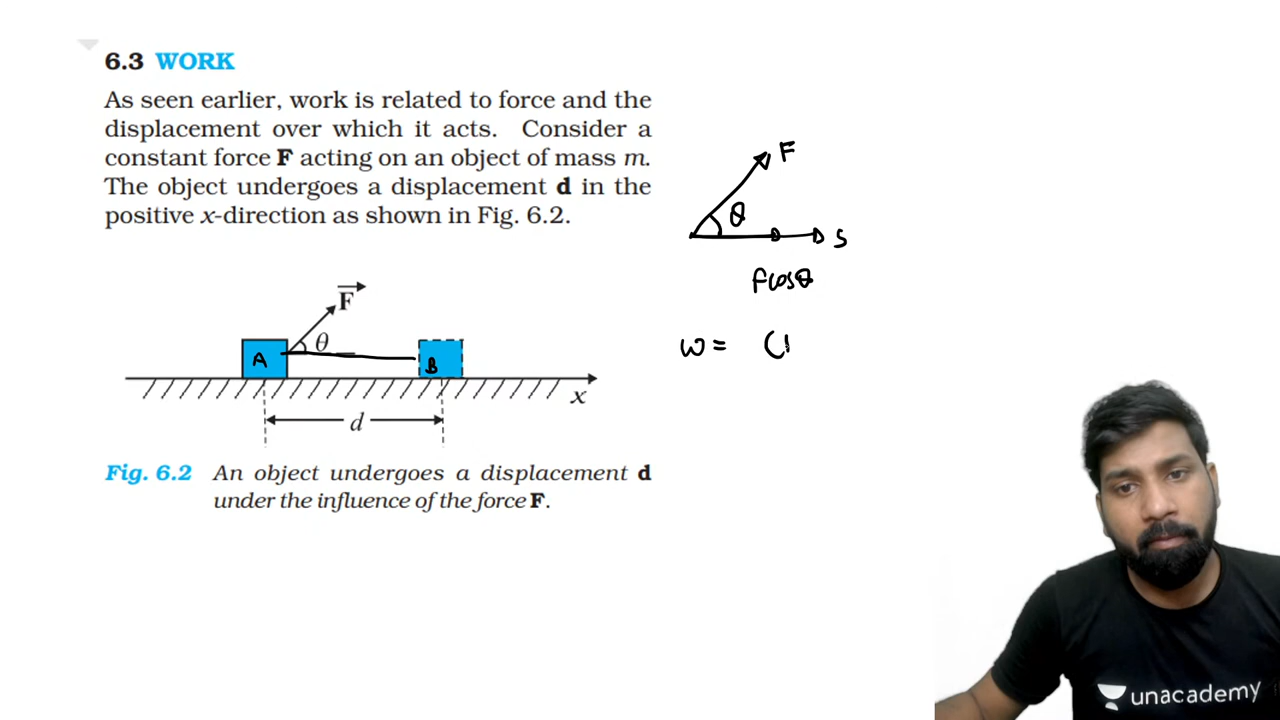 6.3 WORK
As seen earlier, work is related to force and the
displacement over which it acts. Consider a
constant force F acting on an object of mass m.
The object undergoes a displacement d in the
positive x-direction as shown in Fig. 6.2.
F
θ
S
Fcosθ
W = (
F
θ
A
B
x
d
Fig. 6.2 An object undergoes a displacement d
under the influence of the force F.
unacademy